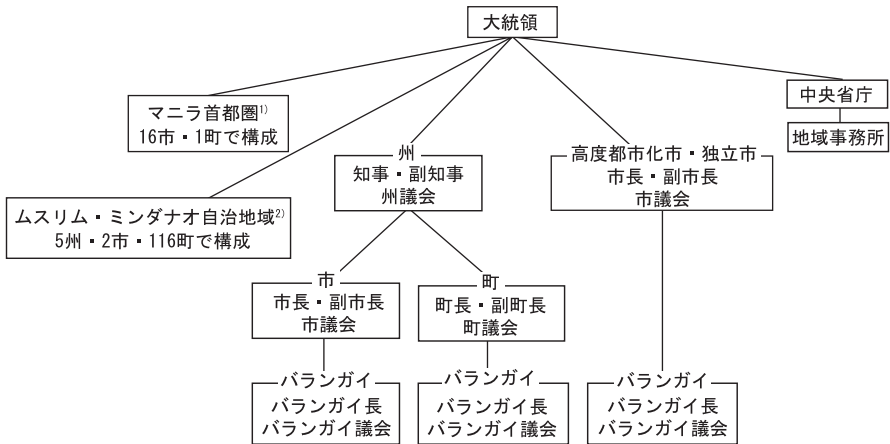 大統領
マニラ首都圏1)
16市・1町で構成
中央省庁
地域事務所
州
知事・副知事
州議会
高度都市化市・独立市
市長・副市長
市議会
ムスリム・ミンダナオ自治地域2)
5州・2市・116町で構成
市
市長・副市長
市議会
町
町長・副町長
町議会
バランガイ
バランガイ長
バランガイ議会
バランガイ
バランガイ長
バランガイ議会
バランガイ
バランガイ長
バランガイ議会